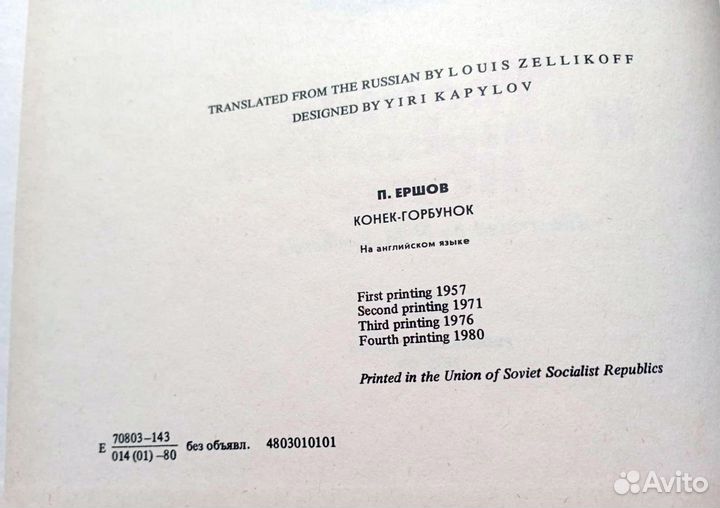 TRANSLATED FROM THE RUSSIAN BY LOUIS ZELLIKOFF
DESIGNED BY YIRI KAPYLOV
П. ЕРШОВ
КОНЕК-ГОРБУНОК
На английском языке
First printing 1957
Second printing 1971
Third printing 1976
Fourth printing 1980
Printed in the Union of Soviet Socialist Republics
Е 70803–143
014 (01)–80 без объявл. 4803010101
Avito